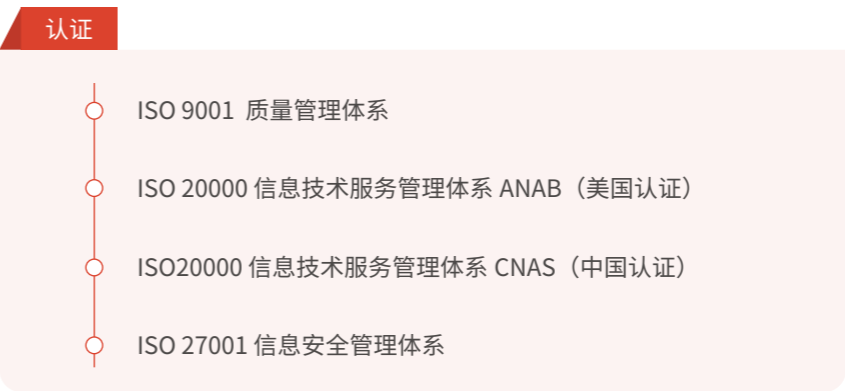 认证
ISO 9001 质量管理体系
ISO 20000 信息技术服务管理体系 ANAB（美国认证）
ISO20000 信息技术服务管理体系 CNAS（中国认证）
ISO 27001 信息安全管理体系